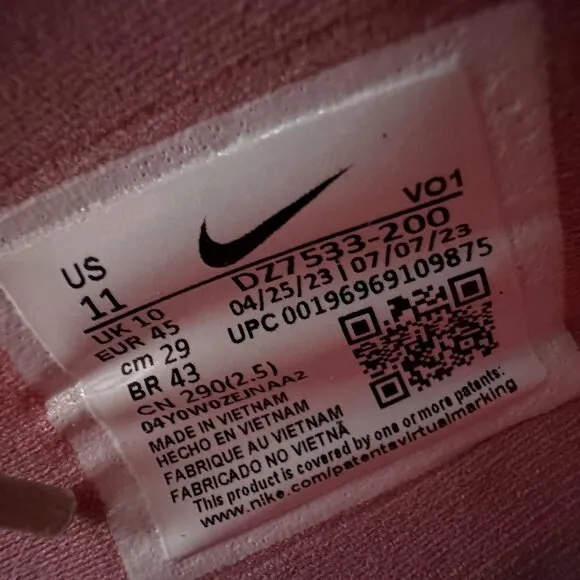 VO1
US
11
DZ7533-200
04/25/23 | 07/07/23
UPC 00196969109875
UK 10
EUR 45
cm 29
BR 43
CN 290(2.5)
04Y0W0ZEJNAA2
MADE IN VIETNAM
HECHO EN VIETNAM
FABRIQUE AU VIETNAM
FABRICADO NO VIETNÃ
This product is covered by one or more patents:
www.nike.com/patentsvirtualmarking